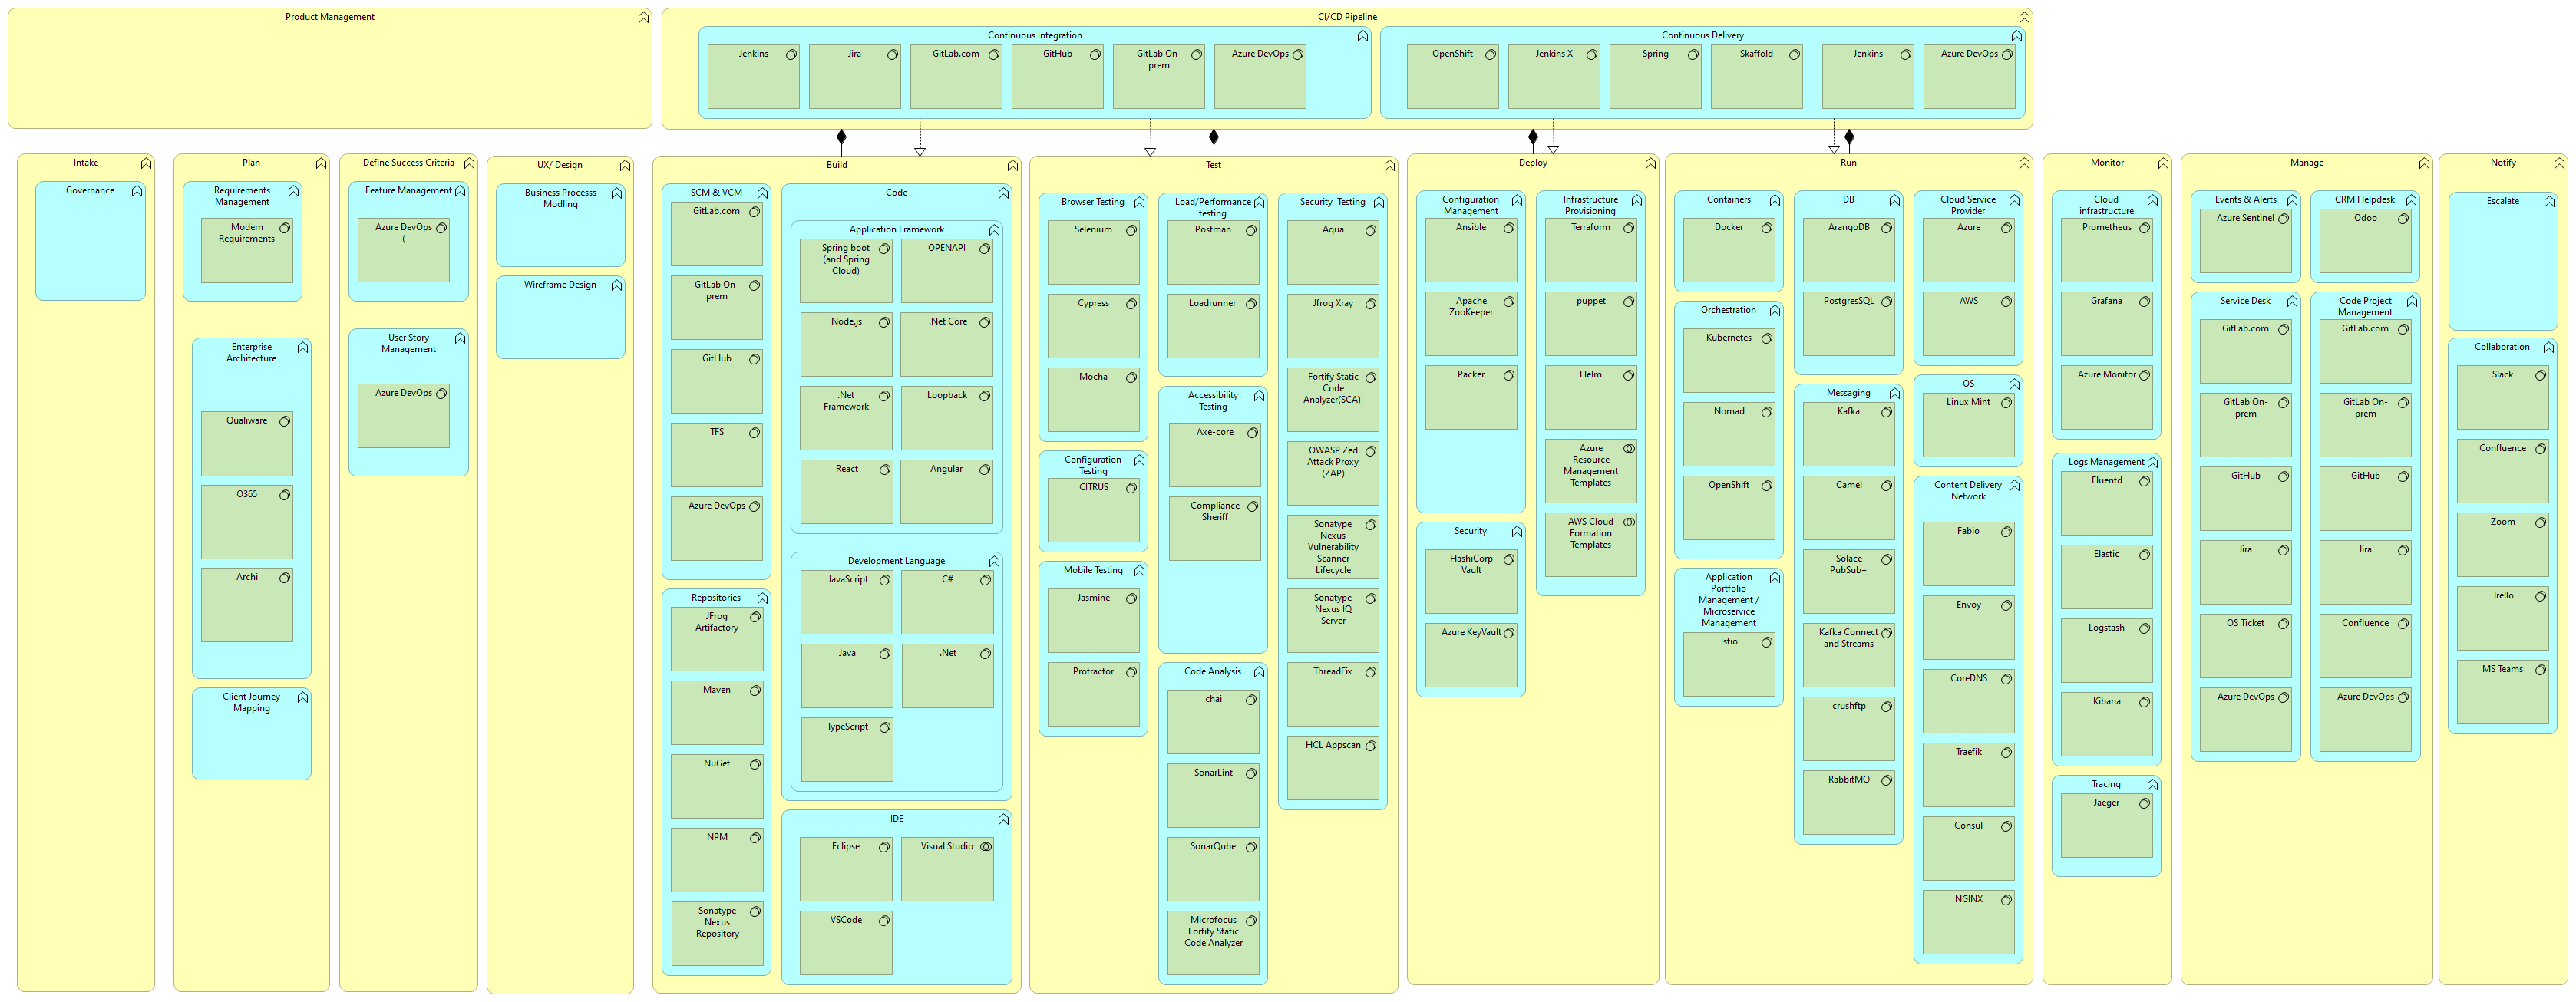 Product Management
CI/CD Pipeline
Continuous Integration
Jenkins
Jira
GitLab.com
GitHub
GitLab On-
prem
Azure DevOps
Continuous Delivery
OpenShift
Jenkins X
Spring
Skaffold
Jenkins
Azure DevOps
Intake
Governance
Plan
Requirements
Management
Modern
Requirements
Enterprise
Architecture
Qualiware
O365
Archi
Client Journey
Mapping
Define Success Criteria
Feature Management
Azure DevOps
(
User Story
Management
Azure DevOps
UX/ Design
Business Processs
Modling
Wireframe Design
Build
SCM & VCM
GitLab.com
GitLab On-
prem
GitHub
TFS
Azure DevOps
Repositories
JFrog
Artifactory
Maven
NuGet
NPM
Sonatype
Nexus
Repository
Code
Application Framework
Spring boot
(and Spring
Cloud)
OPENAPI
Node.js
.Net Core
.Net
Framework
Loopback
React
Angular
Development Language
JavaScript
C#
Java
.Net
TypeScript
IDE
Eclipse
Visual Studio
VSCode
Test
Browser Testing
Selenium
Cypress
Mocha
Configuration
Testing
CITRUS
Mobile Testing
Jasmine
Protractor
Load/Performance
testing
Postman
Loadrunner
Accessibility
Testing
Axe-core
Compliance
Sheriff
Code Analysis
chai
SonarLint
SonarQube
Microfocus
Fortify Static
Code Analyzer
Security  Testing
Aqua
Jfrog Xray
Fortify Static
Code
Analyzer(SCA)
OWASP Zed
Attack Proxy
(ZAP)
Sonatype
Nexus
Vulnerability
Scanner
Lifecycle
Sonatype
Nexus IQ
Server
ThreadFix
HCL Appscan
Deploy
Configuration
Management
Ansible
Apache
ZooKeeper
Packer
Security
HashiCorp
Vault
Azure KeyVault
Infrastructure
Provisioning
Terraform
puppet
Helm
Azure
Resource
Management
Templates
AWS Cloud
Formation
Templates
Run
Containers
Docker
Orchestration
Kubernetes
Nomad
OpenShift
Application
Portfolio
Management /
Microservice
Management
Istio
DB
ArangoDB
PostgresSQL
Messaging
Kafka
Camel
Solace
PubSub+
Kafka Connect
and Streams
crushftp
RabbitMQ
Cloud Service
Provider
Azure
AWS
OS
Linux Mint
Content Delivery
Network
Fabio
Envoy
CoreDNS
Traefik
Consul
NGINX
Monitor
Cloud
infrastructure
Prometheus
Grafana
Azure Monitor
Logs Management
Fluentd
Elastic
Logstash
Kibana
Tracing
Jaeger
Manage
Events & Alerts
Azure Sentinel
Service Desk
GitLab.com
GitLab On-
prem
GitHub
Jira
OS Ticket
Azure DevOps
CRM Helpdesk
Odoo
Code Project
Management
GitLab.com
GitLab On-
prem
GitHub
Jira
Confluence
Azure DevOps
Notify
Escalate
Collaboration
Slack
Confluence
Zoom
Trello
MS Teams